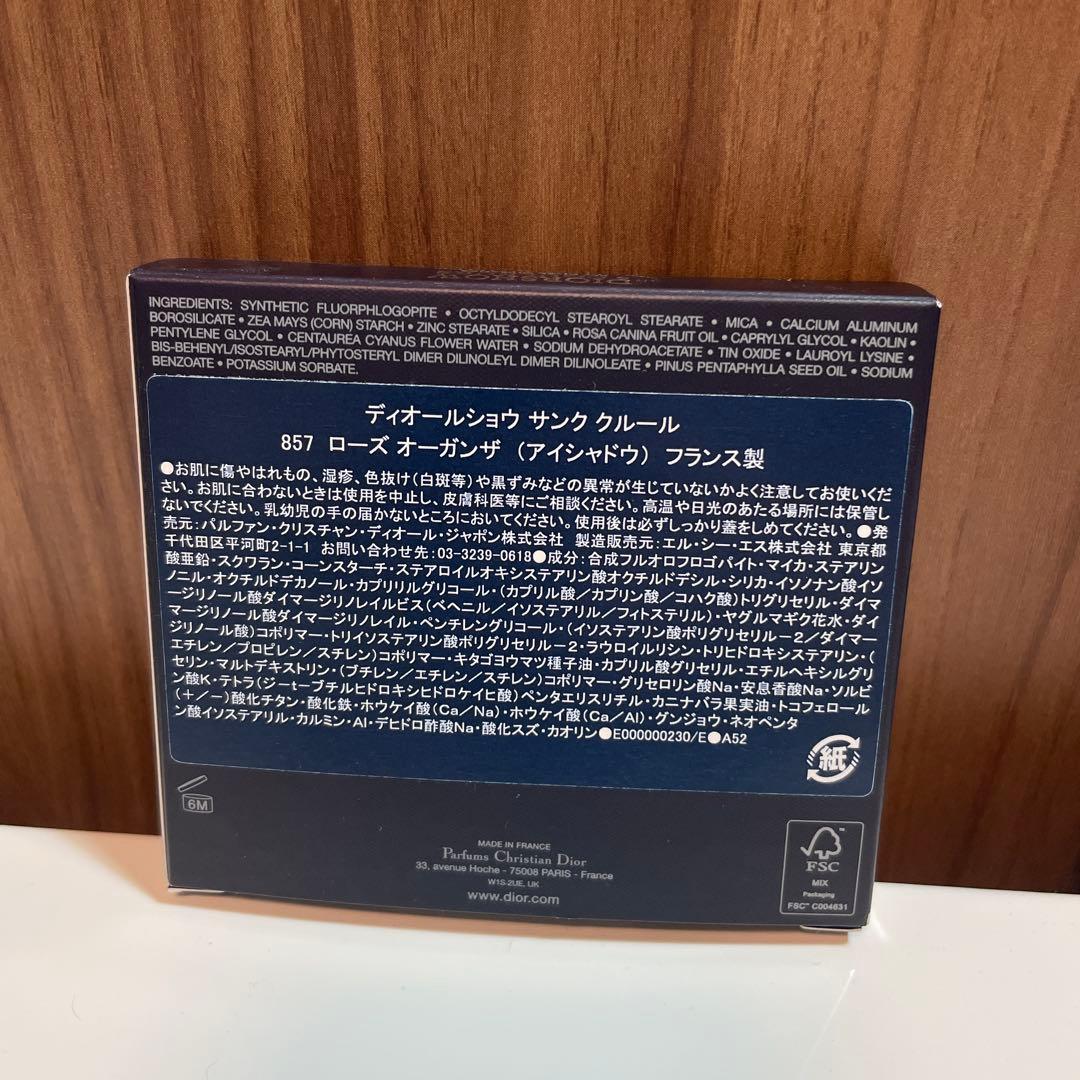 INGREDIENTS: SYNTHETIC FLUORPHLOGOPITE • OCTYLDODECYL STEAROYL STEARATE • MICA • CALCIUM ALUMINUM
BOROSILICATE • ZEA MAYS (CORN) STARCH • ZINC STEARATE • SILICA • ROSA CANINA FRUIT OIL • CAPRYLYL GLYCOL • KAOLIN •
PENTYLENE GLYCOL • CENTAUREA CYANUS FLOWER WATER • SODIUM DEHYDROACETATE • TIN OXIDE • LAUROYL LYSINE •
BIS-BEHENYL/ISOSTEARYL/PHYTOSTERYL DIMER DILINOLEYL DIMER DILINOLEATE • PINUS PENTAPHYLLA SEED OIL • SODIUM
BENZOATE • POTASSIUM SORBATE.
ディオールショウ サンク クルール
857 ローズ オーガンザ (アイシャドウ) フランス製
●お肌に傷やはれもの、湿疹、色抜け(白斑等)や黒ずみなどの異常が生じていないかよく注意してお使いくだ
さい。お肌に合わないときは使用を中止し、皮膚科医等にご相談ください。高温や日光のあたる場所には保管し
ないでください。乳幼児の手の届かないところにおいてください。使用後は必ずしっかり蓋をしめてください。●発
売元:パルファン・クリスチャン・ディオール・ジャポン株式会社 製造販売元:エル・シー・エス株式会社 東京都
千代田区平河町2-1-1 お問い合わせ先:03-3239-0618●成分:合成フルオロフロゴパイト・マイカ・ステアリン
酸亜鉛・スクワラン・コーンスターチ・ステアロイルオキシステアリン酸オクチルドデシル・シリカ・イソノナン酸イソ
ノニル・オクチルドデカノール・カプリリルグリコール・(カプリル酸/カプリン酸/コハク酸)トリグリセリル・ダイマ
ージリノール酸ダイマージリノレイルビス(ベヘニル/イソステアリル/フィトステリル)・ヤグルマギク花水・ダイ
マージリノール酸ダイマージリノレイル・ペンチレングリコール・(イソステアリン酸ポリグリセリル-2/ダイマー
ジリノール酸)コポリマー・トリイソステアリン酸ポリグリセリル-2・ラウロイルリシン・トリヒドロキシステアリン・(
エチレン/プロピレン/スチレン)コポリマー・キタゴヨウマツ種子油・カプリル酸グリセリル・エチルヘキシルグリ
セリン・マルトデキストリン・(ブチレン/エチレン/スチレン)コポリマー・グリセロリン酸Na・安息香酸Na・ソルビ
ン酸K・テトラ(ジーtーブチルヒドロキシヒドロケイヒ酸)ペンタエリスリチル・カニナバラ果実油・トコフェロール
(+/-)酸化チタン・酸化鉄・ホウケイ酸(Ca/Na)・ホウケイ酸(Ca/Al)・グンジョウ・ネオペンタ
ン酸イソステアリル・カルミン・Al・デヒドロ酢酸Na・酸化スズ・カオリン●E000000230/E●A52
紙
6M
MADE IN FRANCE
Parfums Christian Dior
33, avenue Hoche - 75008 PARIS - France
W1S-2UE, UK
www.dior.com
FSC
MIX
Packaging
FSC™ C004631